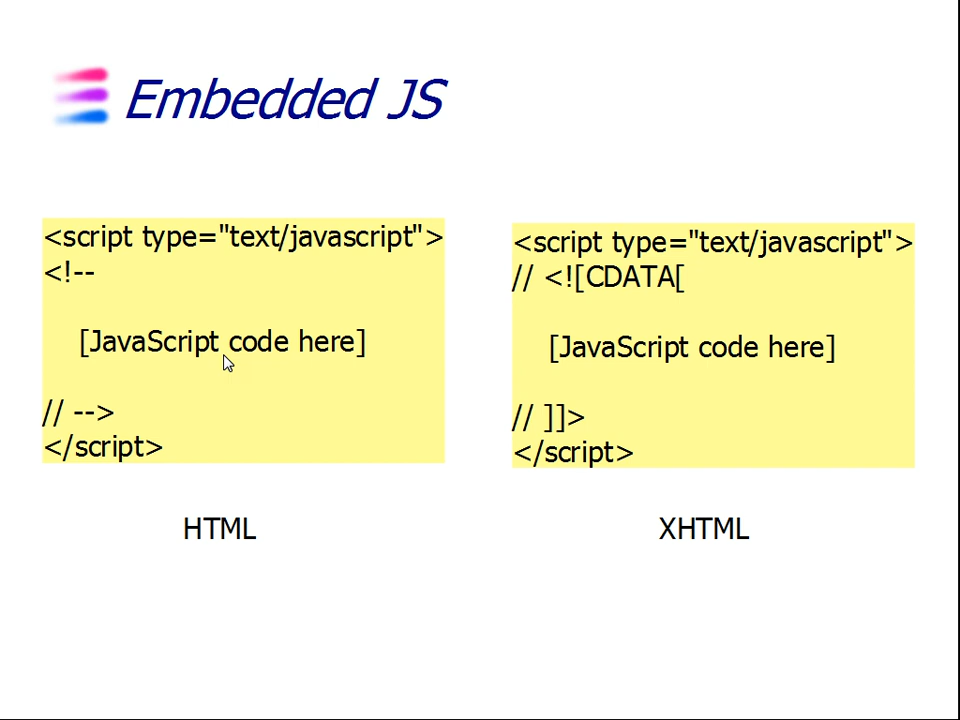 Embedded JS
<script type="text/javascript">
<!--
[JavaScript code here]
// -->
</script>
HTML
<script type="text/javascript">
// <![CDATA[
[JavaScript code here]
// ]]>
</script>
XHTML